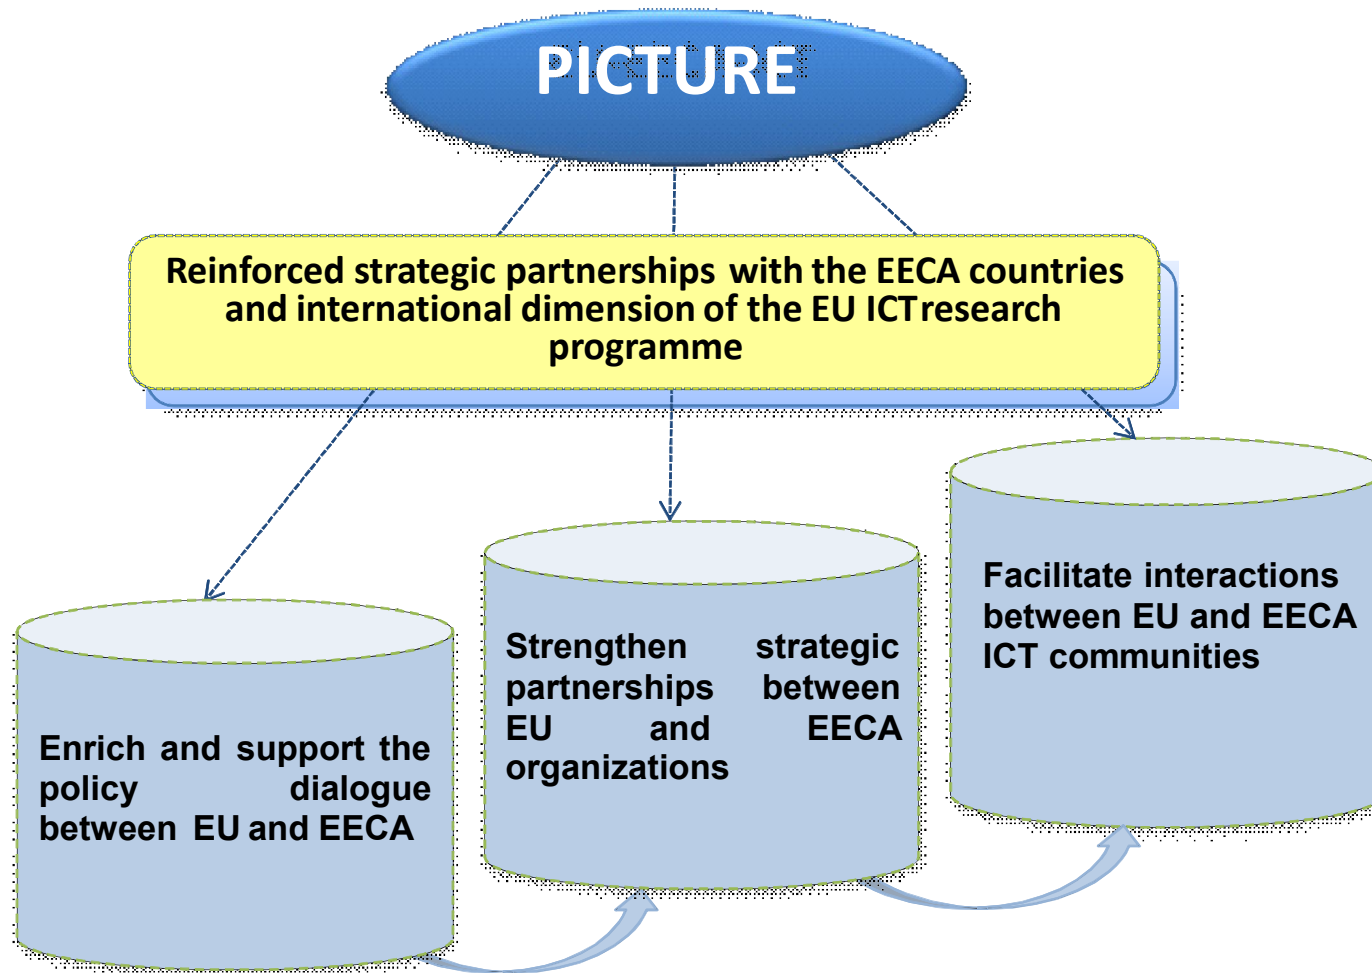 PICTURE
Reinforced strategic partnerships with the EECA countries
and international dimension of the EU ICT research
programme
Enrich and support the
policy dialogue
between EU and EECA
Strengthen strategic
partnerships between
EU and EECA
organizations
Facilitate interactions
between EU and EECA
ICT communities